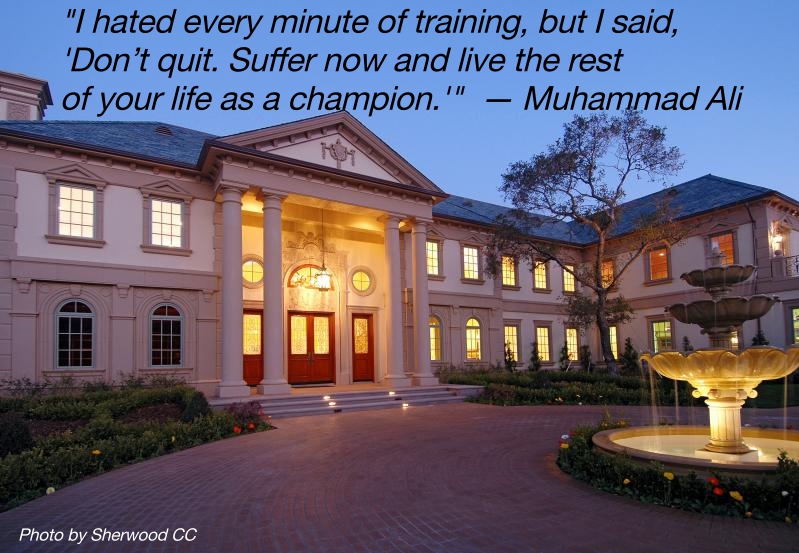 "I hated every minute of training, but I said,
'Don’t quit. Suffer now and live the rest
of your life as a champion.'" — Muhammad Ali
Photo by Sherwood CC